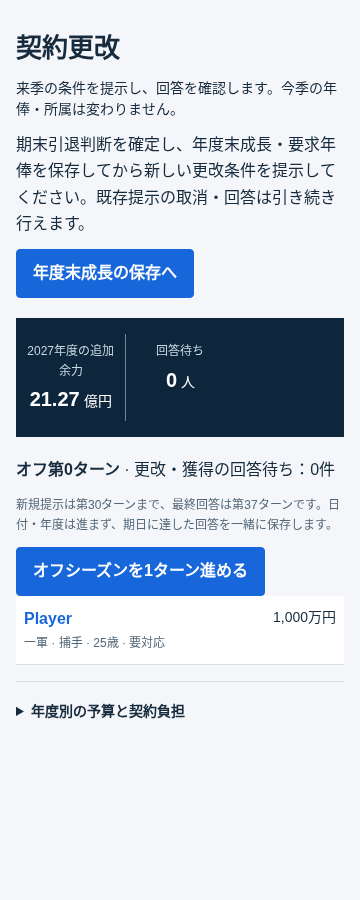 契約更改
来季の条件を提示し、回答を確認します。今季の年
俸・所属は変わりません。
期末引退判断を確定し、年度末成長・要求年
俸を保存してから新しい更改条件を提示して
ください。既存提示の取消・回答は引き続き
行えます。
年度末成長の保存へ
2027年度の追加
余力
21.27 億円
回答待ち
0 人
オフ第0ターン · 更改・獲得の回答待ち：0件
新規提示は第30ターンまで、最終回答は第37ターンです。日
付・年度は進まず、期日に達した回答を一緒に保存します。
オフシーズンを1ターン進める
Player
1,000万円
一軍 · 捕手 · 25歳 · 要対応
▶ 年度別の予算と契約負担